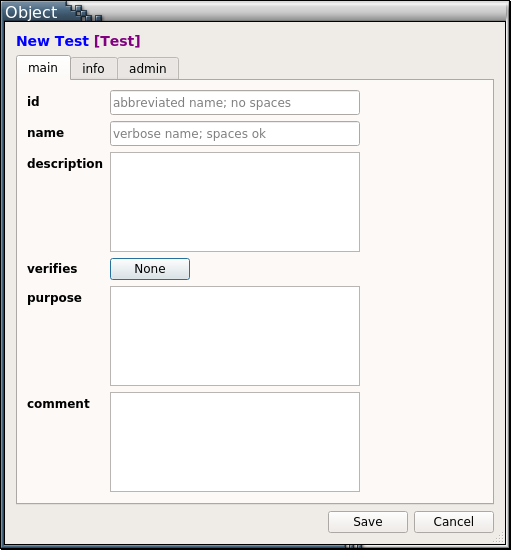 Object
New Test [Test]
main info admin
id abbreviated name; no spaces
name verbose name; spaces ok
description
verifies None
purpose
comment
Save Cancel